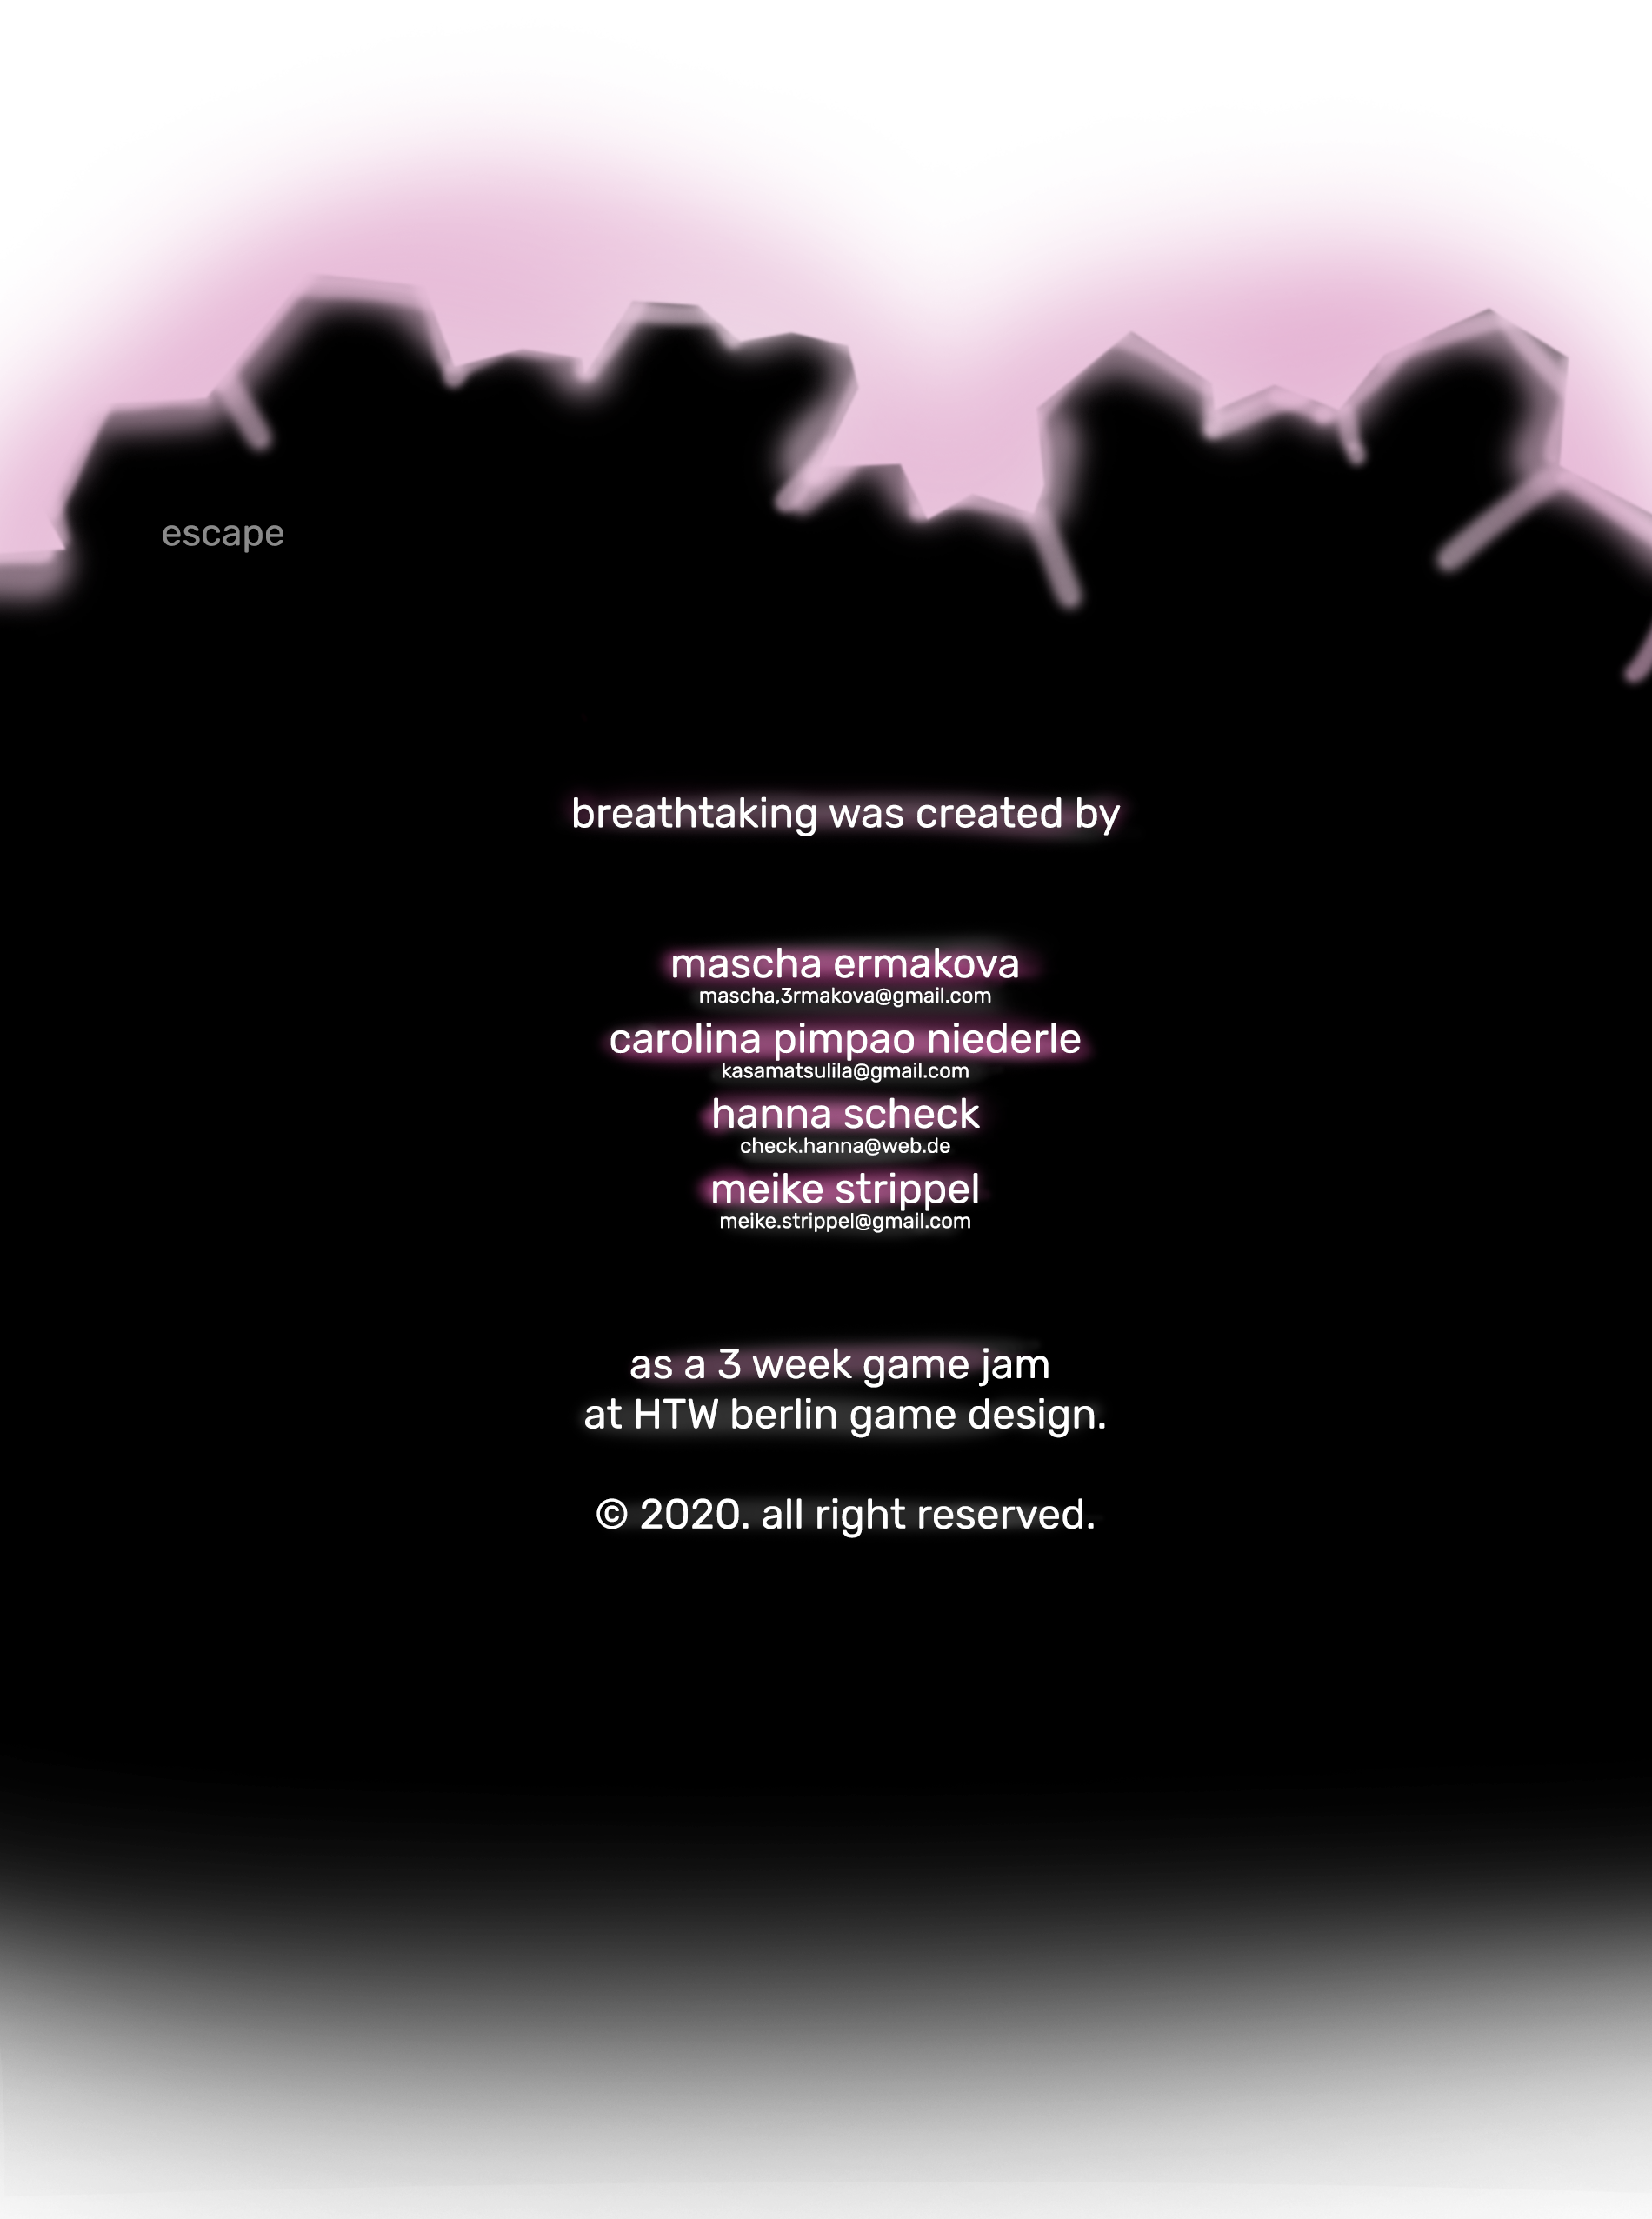 escape
breathtaking was created by
mascha ermakova
mascha,3rmakova@gmail.com
carolina pimpao niederle
kasamatsulila@gmail.com
hanna scheck
check.hanna@web.de
meike strippel
meike.strippel@gmail.com
as a 3 week game jam
at HTW berlin game design.
© 2020. all right reserved.